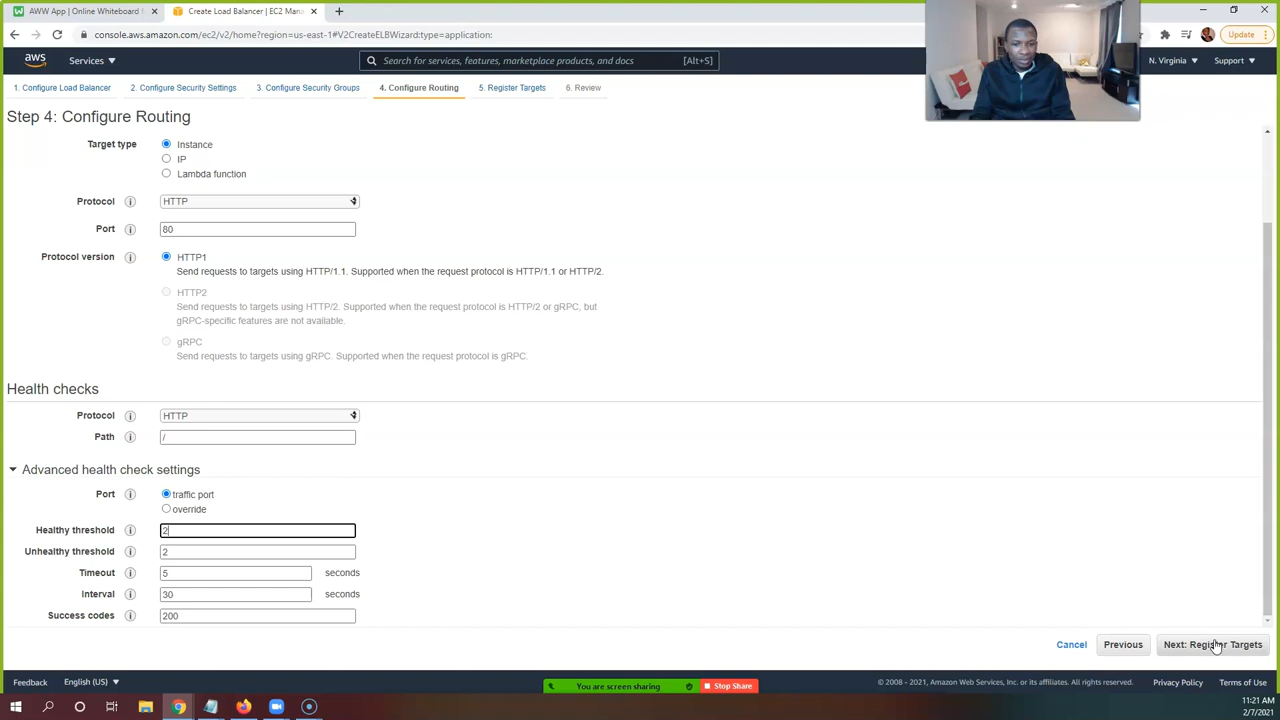 AWW App | Online Whiteboard
Create Load Balancer | EC2 Mana
console.aws.amazon.com/ec2/v2/home?region=us-east-1#V2CreateELBWizard:type=application:
Update
aws
Services
Search for services, features, marketplace products, and docs
[Alt+S]
N. Virginia
Support
1. Configure Load Balancer
2. Configure Security Settings
3. Configure Security Groups
4. Configure Routing
5. Register Targets
6. Review
Step 4: Configure Routing
Target type
Instance
IP
Lambda function
Protocol
HTTP
Port
80
Protocol version
HTTP1
Send requests to targets using HTTP/1.1. Supported when the request protocol is HTTP/1.1 or HTTP/2.
HTTP2
Send requests to targets using HTTP/2. Supported when the request protocol is HTTP/2 or gRPC, but
gRPC-specific features are not available.
gRPC
Send requests to targets using gRPC. Supported when the request protocol is gRPC.
Health checks
Protocol
HTTP
Path
/
Advanced health check settings
Port
traffic port
override
Healthy threshold
2
Unhealthy threshold
2
Timeout
5
seconds
Interval
30
seconds
Success codes
200
Cancel
Previous
Next: Register Targets
Feedback
English (US)
You are screen sharing
Stop Share
© 2008 - 2021, Amazon Web Services, Inc. or its affiliates. All rights reserved.
Privacy Policy
Terms of Use
11:21 AM
2/7/2021